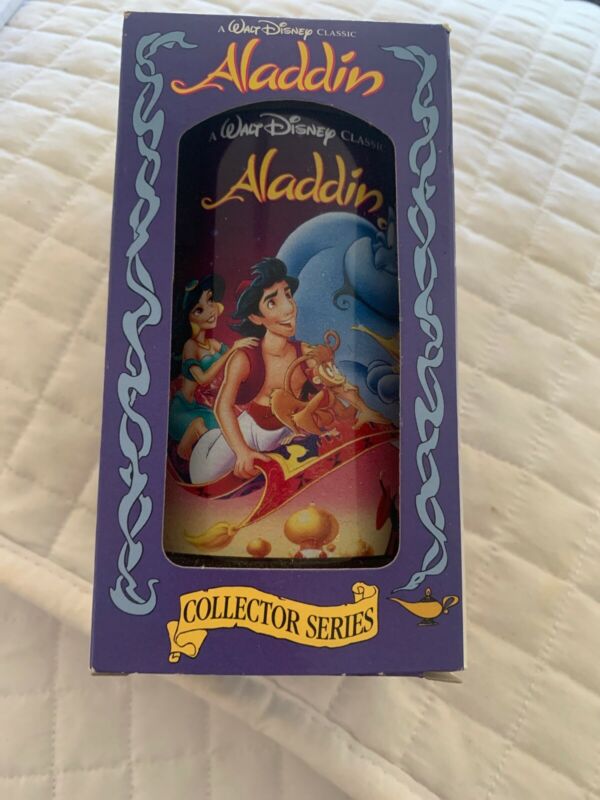 A WALT DISNEY CLASSIC
Aladdin
A WALT DISNEY CLASSIC
Aladdin
COLLECTOR SERIES